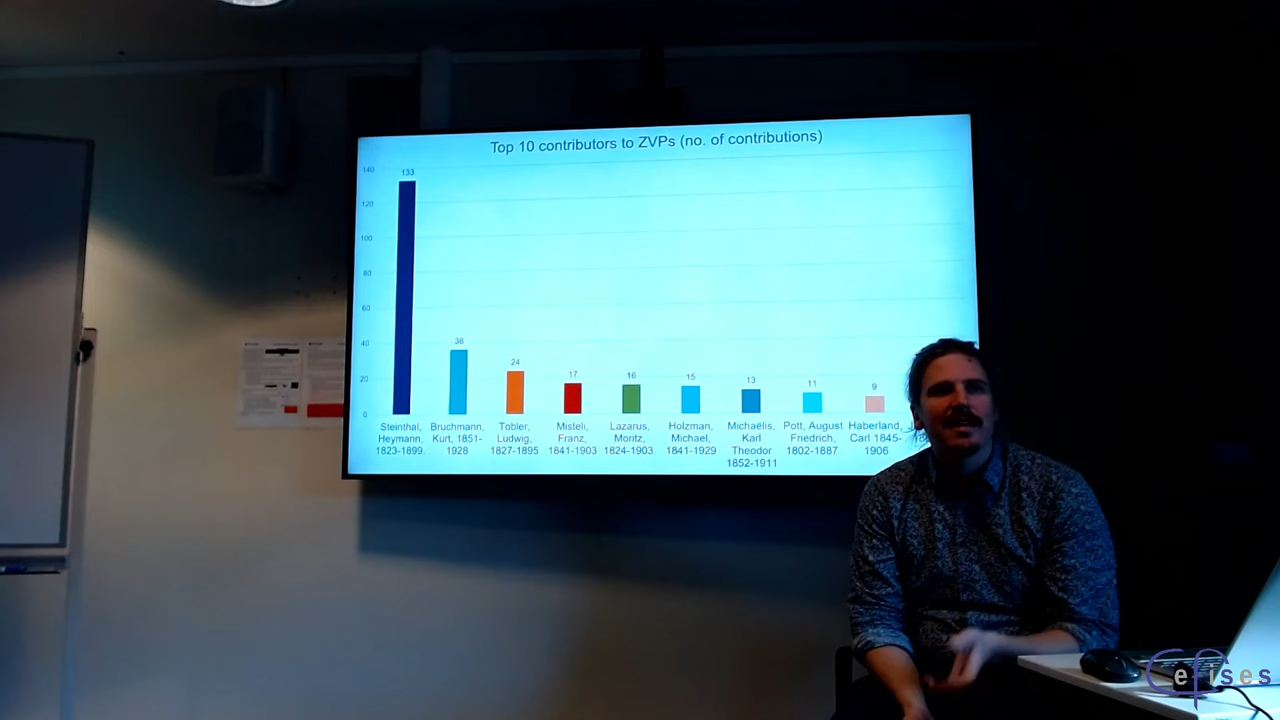 Top 10 contributors to ZVPs (no. of contributions)
140
120
100
80
60
40
20
0
133
36
24
17
16
15
13
11
9
Steinthal,
Heymann,
1823-1899.
Bruchmann,
Kurt, 1851-
1928
Tobler,
Ludwig,
1827-1895
Misteli,
Franz,
1841-1903
Lazarus,
Moritz,
1824-1903.
Holzman,
Michael,
1841-1929
Michaëlis,
Karl
Theodor
1852-1911
Pott, August
Friedrich,
1802-1887
Haberland,
Carl 1845-
1906
Cefises